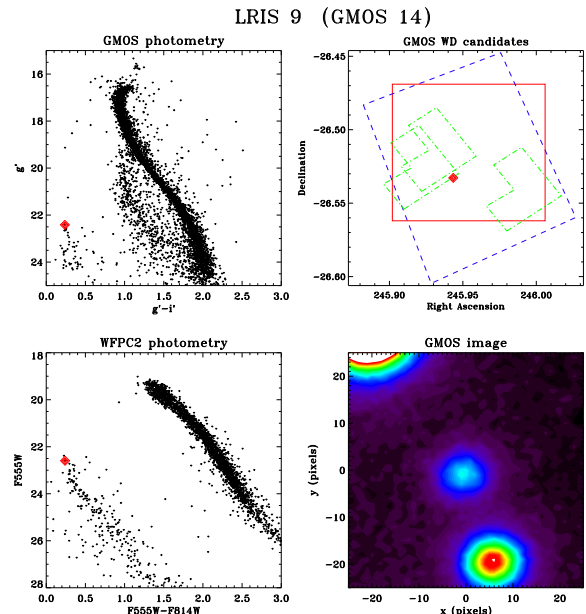 LRIS 9 (GMOS 14)
GMOS photometry
GMOS WD candidates
16
18
20
22
24
g'
0.0 0.5 1.0 1.5 2.0 2.5 3.0
g'−i'
−26.45
−26.50
−26.55
−26.60
Declination
245.90 245.95 246.00
Right Ascension
WFPC2 photometry
GMOS image
18
20
22
24
26
28
F555W
0.0 0.5 1.0 1.5 2.0 2.5 3.0
F555W−F814W
20
10
0
−10
−20
y (pixels)
−20 −10 0 10 20
x (pixels)